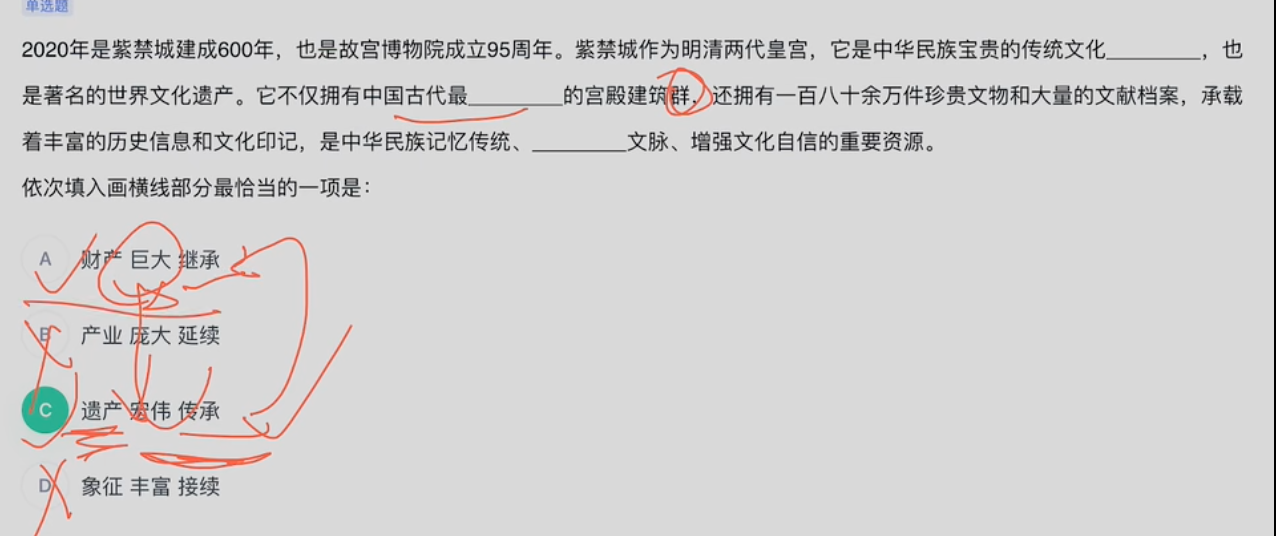 单选题
2020年是紫禁城建成600年，也是故宫博物院成立95周年。紫禁城作为明清两代皇宫，它是中华民族宝贵的传统文化________，也
是著名的世界文化遗产。它不仅拥有中国古代最________的宫殿建筑群，还拥有一百八十余万件珍贵文物和大量的文献档案，承载
着丰富的历史信息和文化印记，是中华民族记忆传统、________文脉、增强文化自信的重要资源。
依次填入画横线部分最恰当的一项是：
A 财产 巨大 继承
B 产业 庞大 延续
C 遗产 宏伟 传承
D 象征 丰富 接续